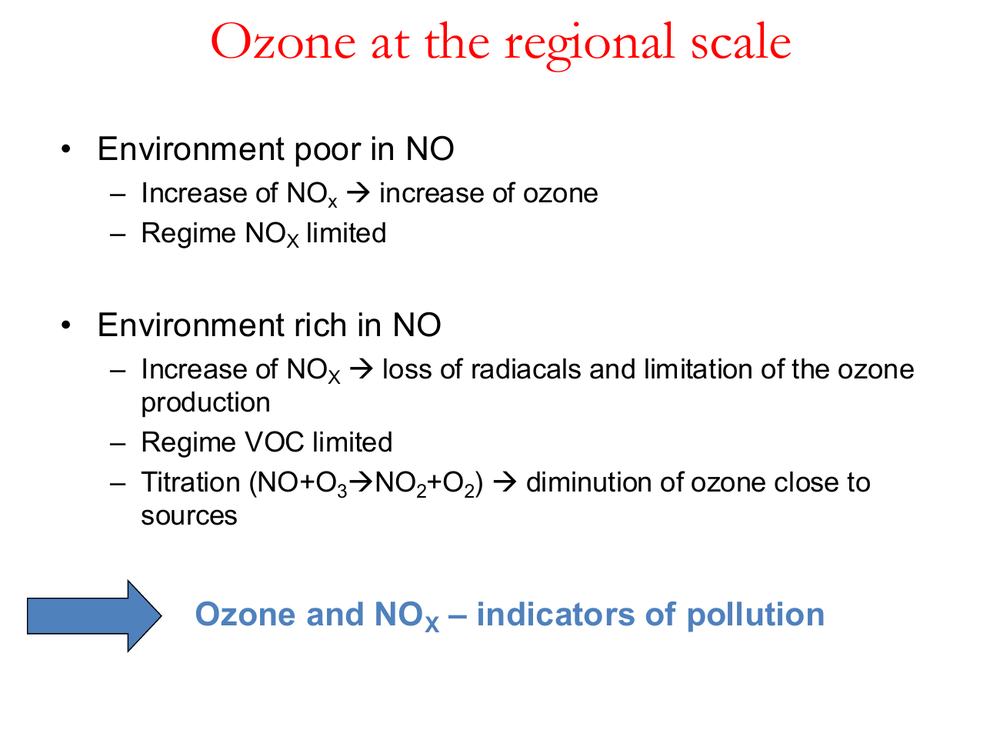 Ozone at the regional scale
• Environment poor in NO
– Increase of NOx → increase of ozone
– Regime NOX limited
• Environment rich in NO
– Increase of NOX → loss of radiacals and limitation of the ozone
production
– Regime VOC limited
– Titration (NO+O3→NO2+O2) → diminution of ozone close to
sources
Ozone and NOX – indicators of pollution